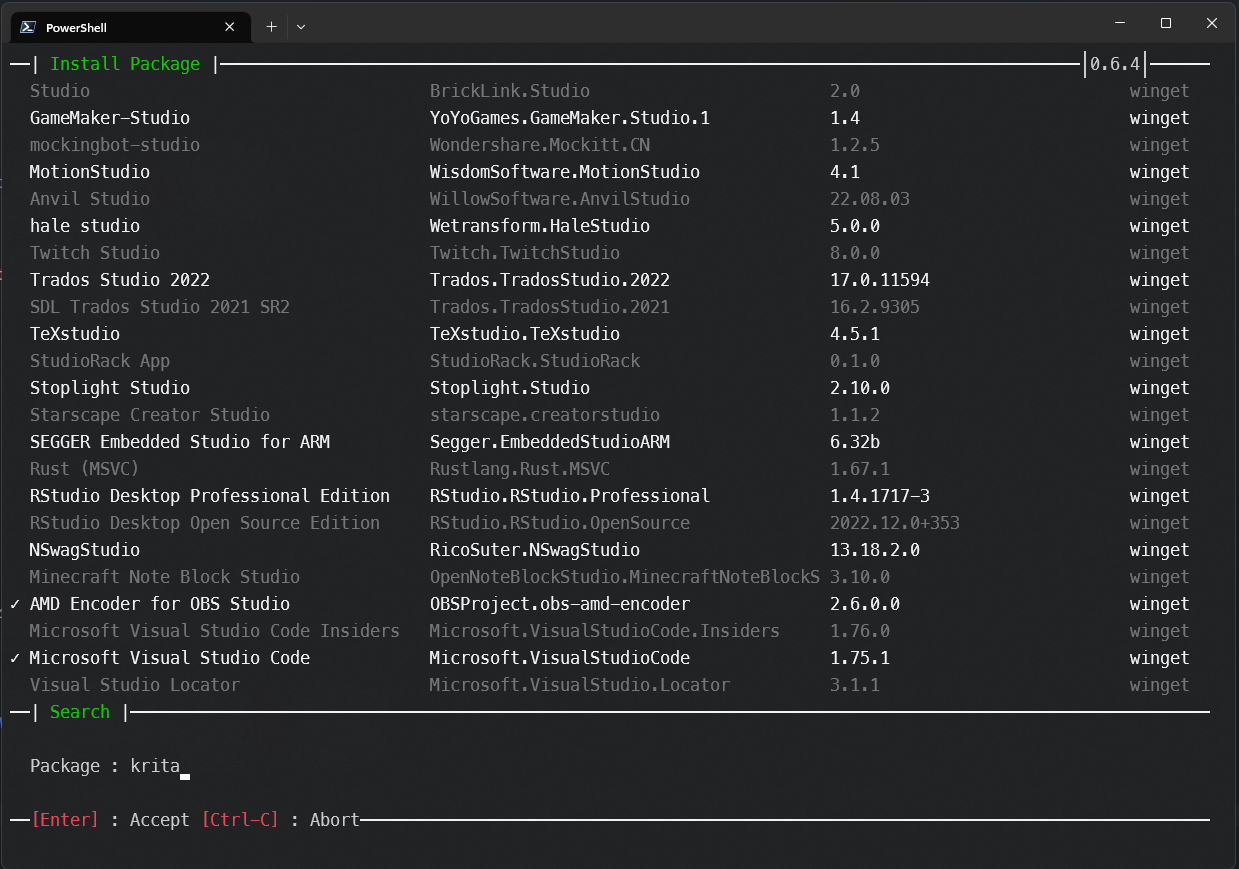 PowerShell
Install Package 0.6.4
Studio BrickLink.Studio 2.0 winget
GameMaker-Studio YoYoGames.GameMaker.Studio.1 1.4 winget
mockingbot-studio Wondershare.Mockitt.CN 1.2.5 winget
MotionStudio WisdomSoftware.MotionStudio 4.1 winget
Anvil Studio WillowSoftware.AnvilStudio 22.08.03 winget
hale studio Wetransform.HaleStudio 5.0.0 winget
Twitch Studio Twitch.TwitchStudio 8.0.0 winget
Trados Studio 2022 Trados.TradosStudio.2022 17.0.11594 winget
SDL Trados Studio 2021 SR2 Trados.TradosStudio.2021 16.2.9305 winget
TeXstudio TeXstudio.TeXstudio 4.5.1 winget
StudioRack App StudioRack.StudioRack 0.1.0 winget
Stoplight Studio Stoplight.Studio 2.10.0 winget
Starscape Creator Studio starscape.creatorstudio 1.1.2 winget
SEGGER Embedded Studio for ARM Segger.EmbeddedStudioARM 6.32b winget
Rust (MSVC) Rustlang.Rust.MSVC 1.67.1 winget
RStudio Desktop Professional Edition RStudio.RStudio.Professional 1.4.1717-3 winget
RStudio Desktop Open Source Edition RStudio.RStudio.OpenSource 2022.12.0+353 winget
NSwagStudio RicoSuter.NSwagStudio 13.18.2.0 winget
Minecraft Note Block Studio OpenNoteBlockStudio.MinecraftNoteBlockS 3.10.0 winget
✓ AMD Encoder for OBS Studio OBSProject.obs-amd-encoder 2.6.0.0 winget
Microsoft Visual Studio Code Insiders Microsoft.VisualStudioCode.Insiders 1.76.0 winget
✓ Microsoft Visual Studio Code Microsoft.VisualStudioCode 1.75.1 winget
Visual Studio Locator Microsoft.VisualStudio.Locator 3.1.1 winget
Search
Package : krita_
[Enter] : Accept [Ctrl-C] : Abort